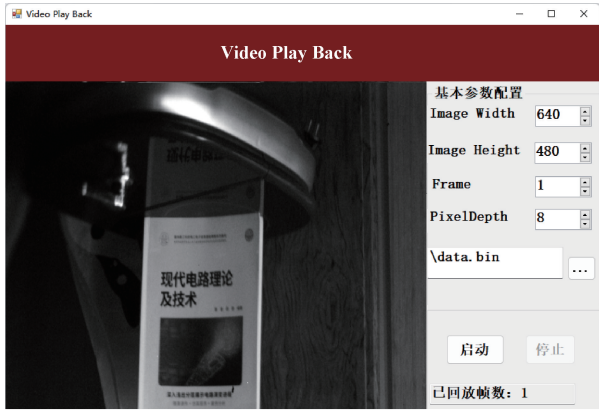 Video Play Back
Video Play Back
基本参数配置
Image Width 640
Image Height 480
Frame 1
PixelDepth 8
\data.bin
...
启动 停止
已回放帧数: 1
现代电路理论
及技术